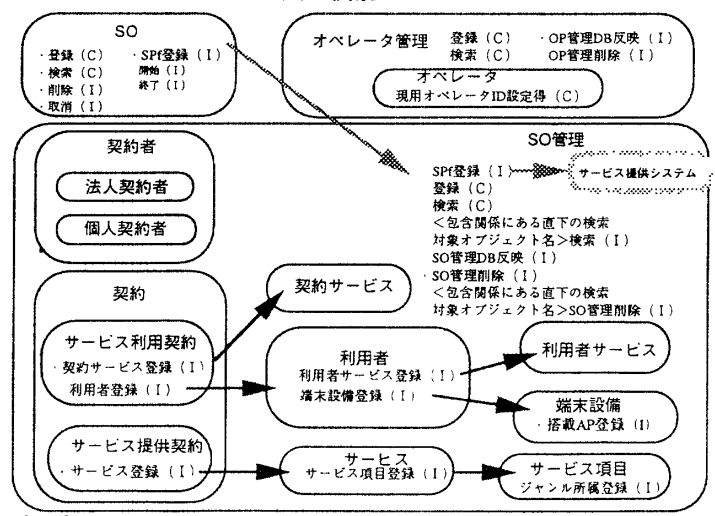 SO
・登録（C）　・SPf登録（I）
・検索（C）　開始（I）
・削除（I）　終了（I）
・取消（I）
オペレータ管理　登録（C）　・OP管理DB反映（I）
検索（C）　OP管理削除（I）
オペレータ
現用オペレータID設定得（C）
SO管理
契約者
法人契約者
個人契約者
SPf登録（I）
サービス提供システム
登録（C）
検索（C）
＜包含関係にある直下の検索
対象オブジェクト名＞検索（I）
SO管理DB反映（I）
・SO管理削除（I）
＜包含関係にある直下の検索
対象オブジェクト名＞SO管理削除（I）
契約
サービス利用契約
・契約サービス登録（I）
利用者登録（I）
サービス提供契約
・サービス登録（I）
契約サービス
利用者
利用者サービス登録（I）
端末設備登録（I）
利用者サービス
端末設備
・搭載AP登録（I）
サービス
サービス項目登録（I）
サービス項目
ジャンル所属登録（I）